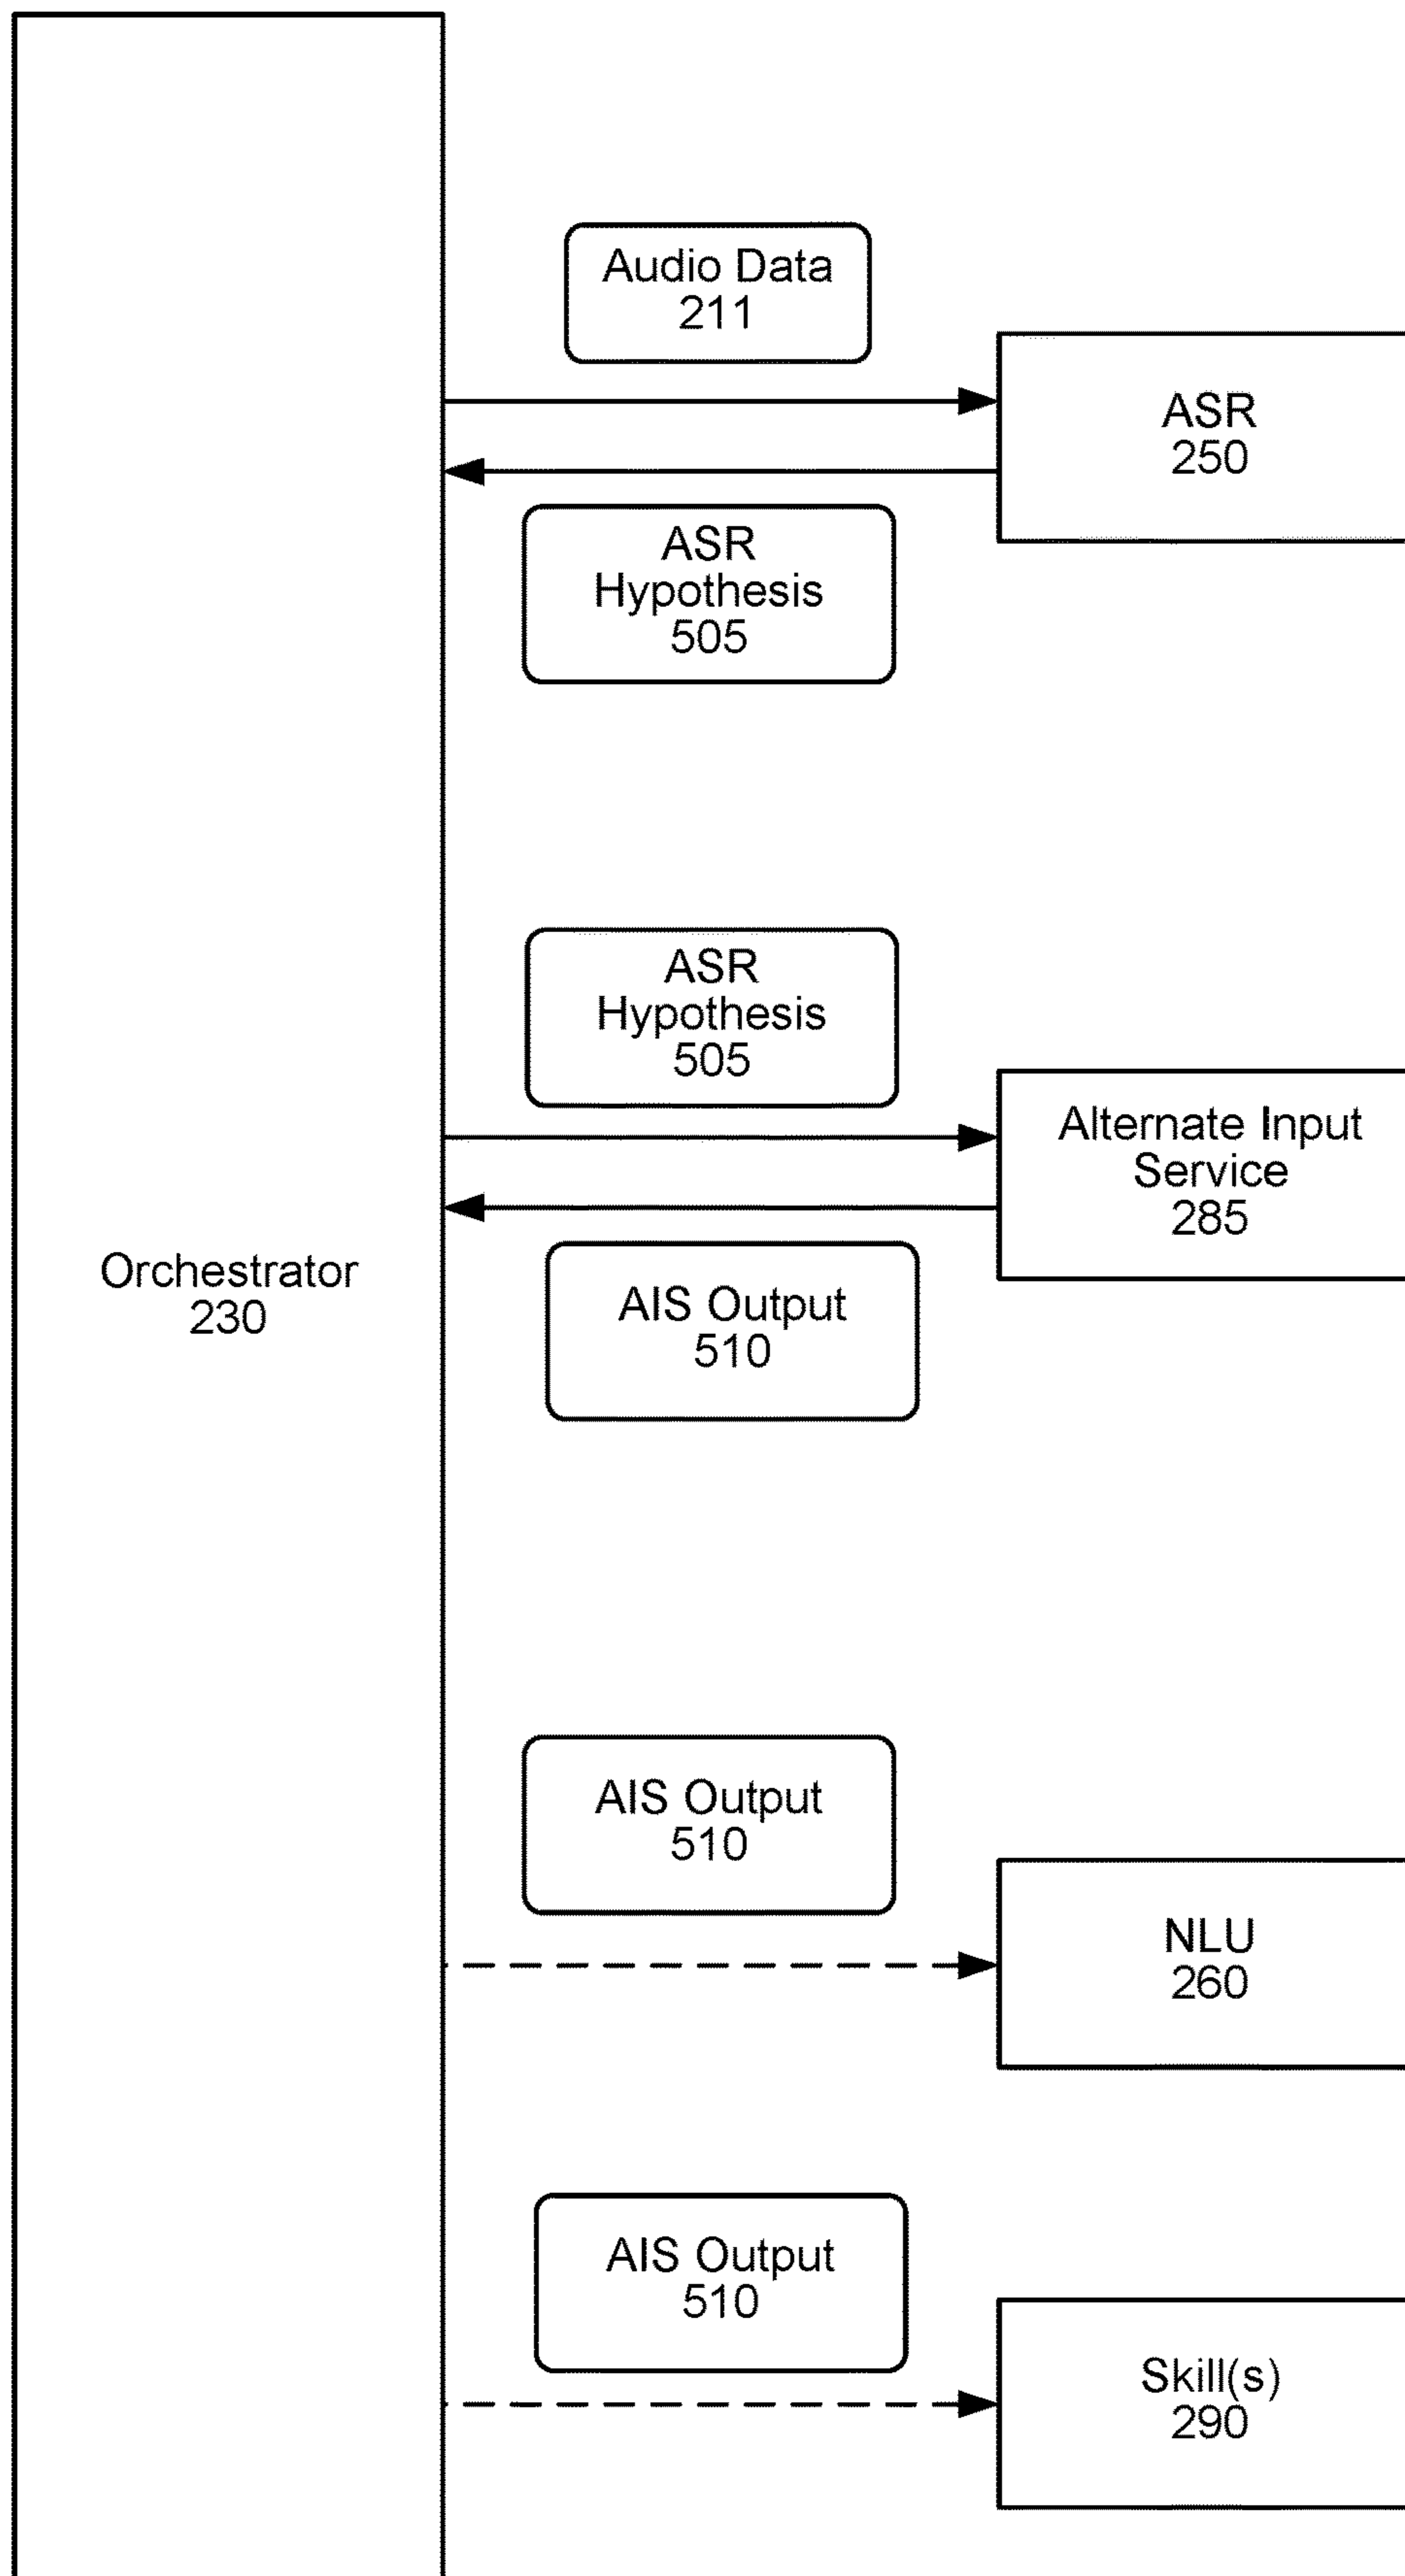 Audio Data
211
ASR
250
ASR
Hypothesis
505
ASR
Hypothesis
505
Alternate Input
Service
285
Orchestrator
230
AIS Output
510
AIS Output
510
NLU
260
AIS Output
510
Skill(s)
290